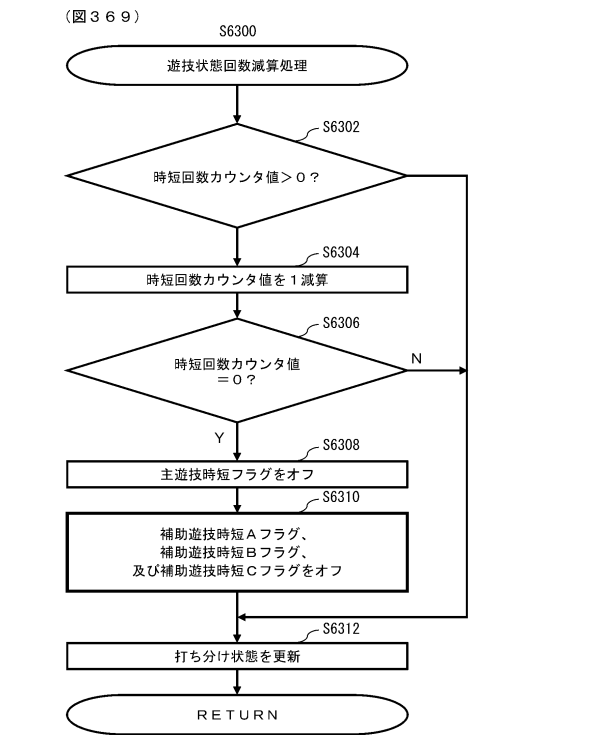 （図３６９）
S6300
遊技状態回数減算処理
S6302
時短回数カウンタ値＞０？
S6304
時短回数カウンタ値を１減算
S6306
時短回数カウンタ値
＝０？
N
Y
S6308
主遊技時短フラグをオフ
S6310
補助遊技時短Ａフラグ、
補助遊技時短Ｂフラグ、
及び補助遊技時短Ｃフラグをオフ
S6312
打ち分け状態を更新
ＲＥＴＵＲＮ